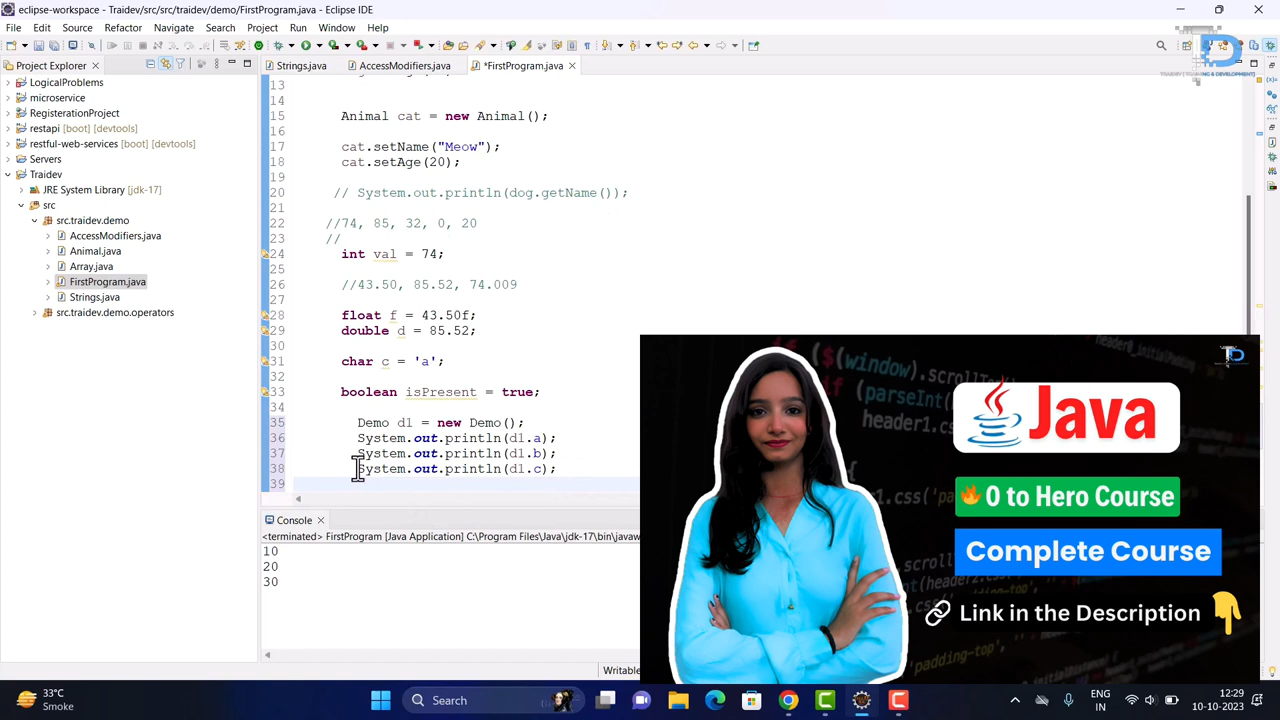 eclipse-workspace - Traidev/src/src/traidev/demo/FirstProgram.java - Eclipse IDE
File Edit Source Refactor Navigate Search Project Run Window Help
Project Explorer
Strings.java
AccessModifiers.java
*FirstProgram.java
LogicalProblems
microservice
RegisterationProject
restapi [boot] [devtools]
restful-web-services [boot] [devtools]
Servers
Traidev
JRE System Library [jdk-17]
src
src.traidev.demo
AccessModifiers.java
Animal.java
Array.java
FirstProgram.java
Strings.java
src.traidev.demo.operators
13
14
15 Animal cat = new Animal();
16
17 cat.setName("Meow");
18 cat.setAge(20);
19
20 // System.out.println(dog.getName());
21
22 //74, 85, 32, 0, 20
23 //
24 int val = 74;
25
26 //43.50, 85.52, 74.009
27
28 float f = 43.50f;
29 double d = 85.52;
30
31 char c = 'a';
32
33 boolean isPresent = true;
34
35 Demo d1 = new Demo();
36 System.out.println(d1.a);
37 System.out.println(d1.b);
38 System.out.println(d1.c);
39
Console
<terminated> FirstProgram [Java Application] C:\Program Files\Java\jdk-17\bin\javaw
10
20
30
Writable
Java
0 to Hero Course
Complete Course
Link in the Description
33°C
Smoke
Search
ENG
IN
12:29
10-10-2023